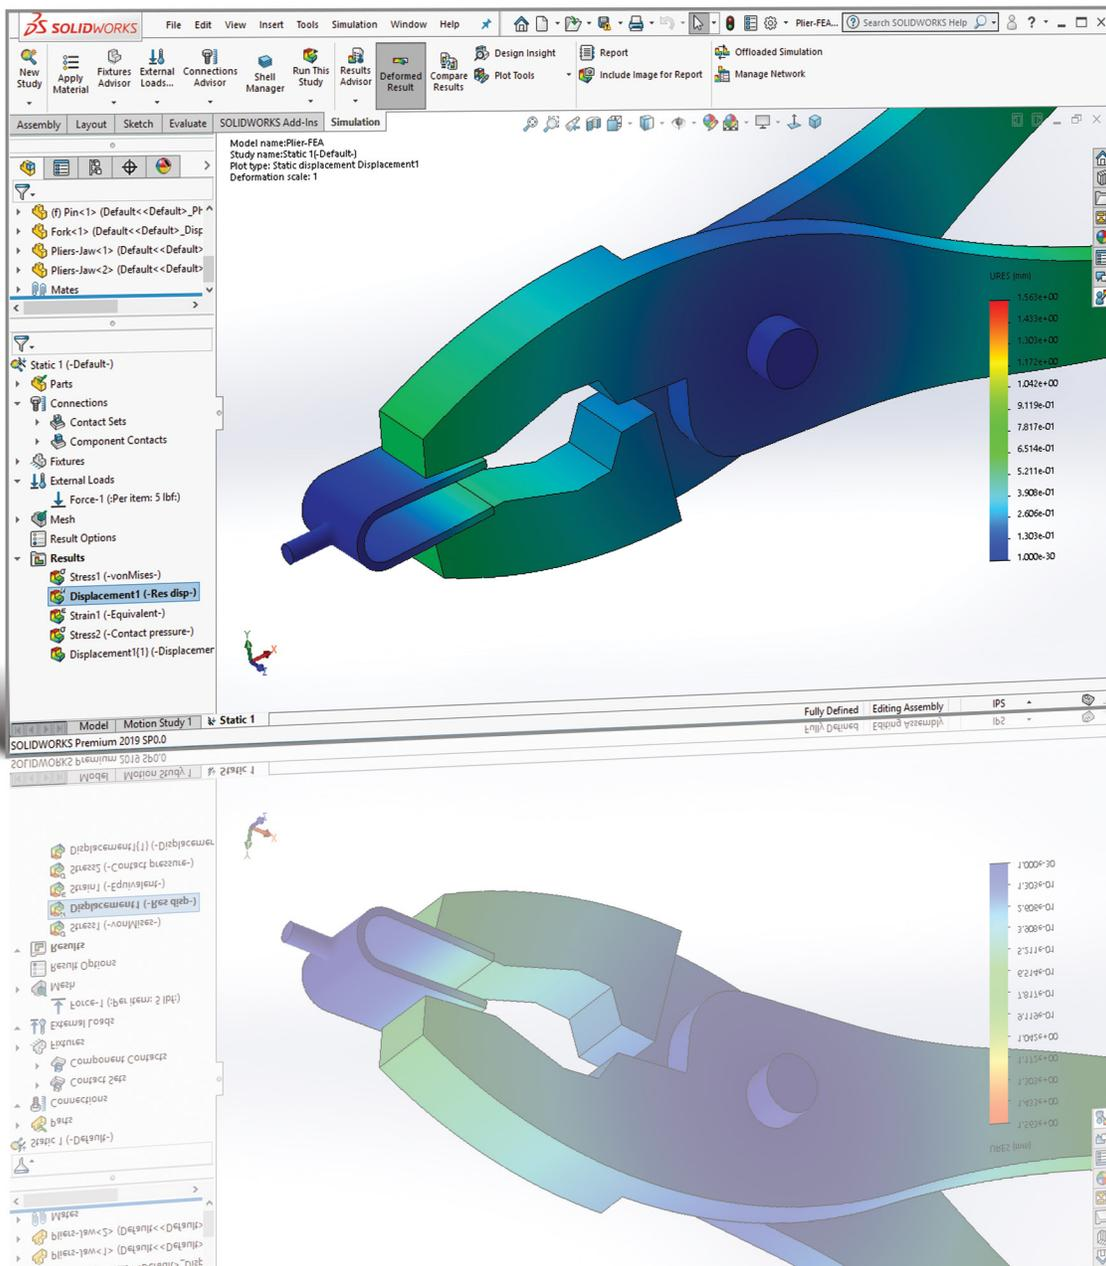 SOLIDWORKS
File Edit View Insert Tools Simulation Window Help
Plier-FEA...
Search SOLIDWORKS Help
New Study
Apply Material
Fixtures Advisor
External Loads...
Connections Advisor
Shell Manager
Run This Study
Results Advisor
Deformed Result
Compare Results
Design Insight
Plot Tools
Report
Include Image for Report
Offloaded Simulation
Manage Network
Assembly Layout Sketch Evaluate SOLIDWORKS Add-Ins Simulation
Model name:Plier-FEA
Study name:Static 1(-Default-)
Plot type: Static displacement Displacement1
Deformation scale: 1
(f) Pin<1> (Default<<Default>_Ph
Fork<1> (Default<<Default>_Disp
Pliers-Jaw<1> (Default<<Default>
Pliers-Jaw<2> (Default<<Default>
Mates
Static 1 (-Default-)
Parts
Connections
Contact Sets
Component Contacts
Fixtures
External Loads
Force-1 (:Per item: 5 lbf:)
Mesh
Result Options
Results
Stress1 (-vonMises-)
Displacement1 (-Res disp-)
Strain1 (-Equivalent-)
Stress2 (-Contact pressure-)
Displacement1{1} (-Displacemer
URES (mm)
1.563e+00
1.433e+00
1.303e+00
1.172e+00
1.042e+00
9.119e-01
7.817e-01
6.514e-01
5.211e-01
3.908e-01
2.606e-01
1.303e-01
1.000e-30
Y
X
Z
Model Motion Study 1 Static 1
Fully Defined Editing Assembly IPS
SOLIDWORKS Premium 2019 SP0.0